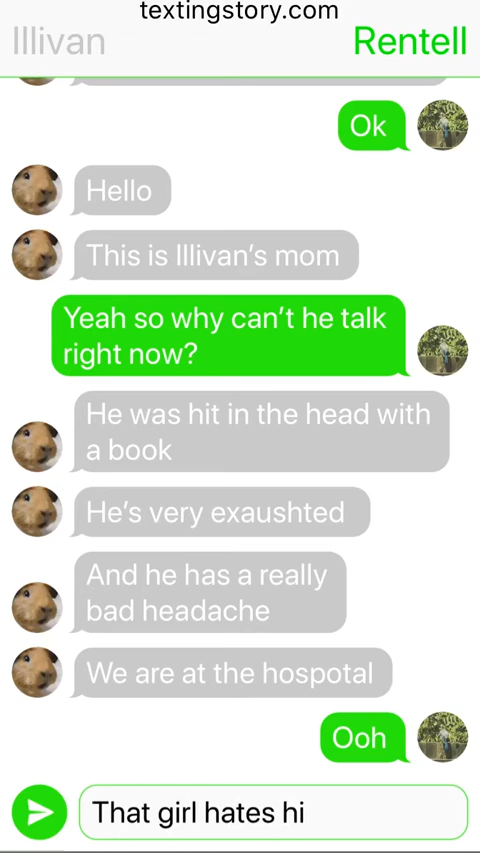 textingstory.com
Illivan
Rentell
Ok
Hello
This is Illivan’s mom
Yeah so why can’t he talk
right now?
He was hit in the head with
a book
He’s very exaushted
And he has a really
bad headache
We are at the hospotal
Ooh
That girl hates hi